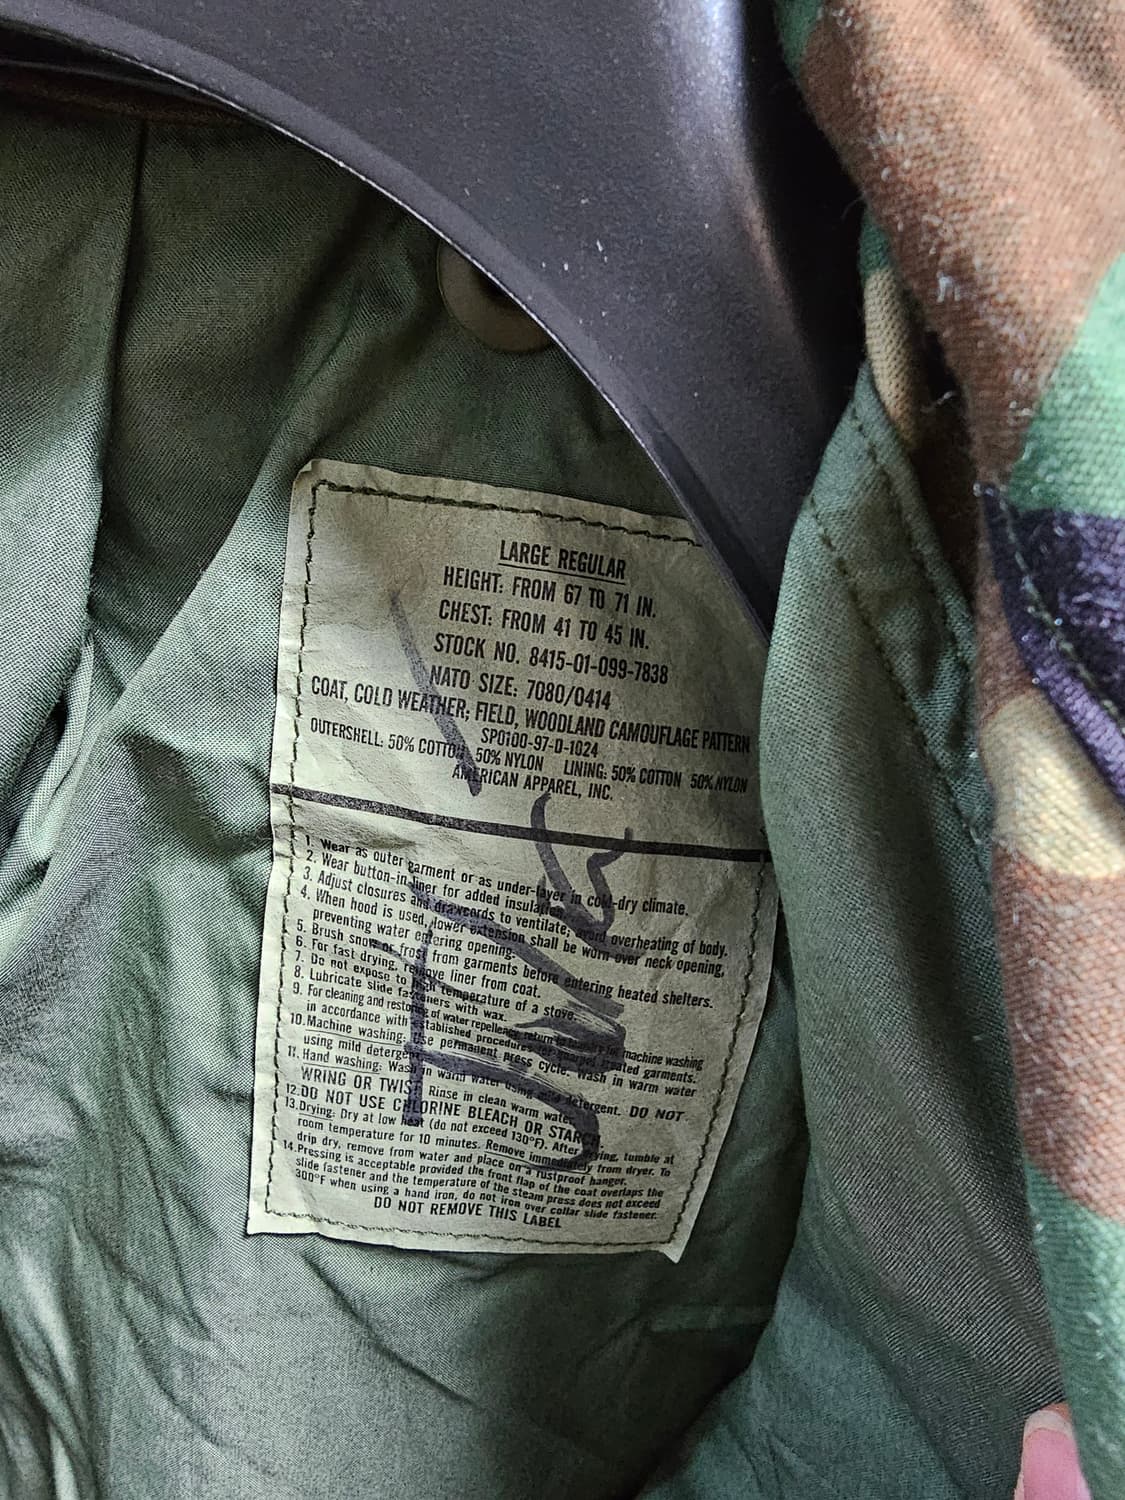 LARGE REGULAR
HEIGHT: FROM 67 TO 71 IN.
CHEST: FROM 41 TO 45 IN.
STOCK NO. 8415-01-099-7838
NATO SIZE: 7080/0414
COAT, COLD WEATHER; FIELD, WOODLAND CAMOUFLAGE PATTERN
SP0100-97-D-1024
OUTERSHELL: 50% COTTON 50% NYLON LINING: 50% COTTON 50% NYLON
AMERICAN APPAREL, INC.
1. Wear as outer garment or as under-layer in cold-dry climate.
2. Wear button-in liner for added insulation.
3. Adjust closures and drawcords to ventilate; avoid overheating of body.
4. When hood is used, lower extension shall be worn over neck opening,
preventing water entering opening.
5. Brush snow or frost from garments before entering heated shelters.
6. For fast drying, remove liner from coat.
7. Do not expose to high temperature of a stove.
8. Lubricate slide fasteners with wax.
9. For cleaning and restoring of water repellency return to laundry for machine washing
in accordance with established procedures for quarpel treated garments.
10. Machine washing: Use permanent press cycle. Wash in warm water
using mild detergent.
11. Hand washing: Wash in warm water using mild detergent. DO NOT
WRING OR TWIST. Rinse in clean warm water.
12. DO NOT USE CHLORINE BLEACH OR STARCH.
13. Drying: Dry at low heat (do not exceed 130°F). After drying, tumble at
room temperature for 10 minutes. Remove immediately from dryer. To
drip dry, remove from water and place on a rustproof hanger.
14. Pressing is acceptable provided the front flap of the coat overlaps the
slide fastener and the temperature of the steam press does not exceed
300°F when using a hand iron, do not iron over collar slide fastener.
DO NOT REMOVE THIS LABEL